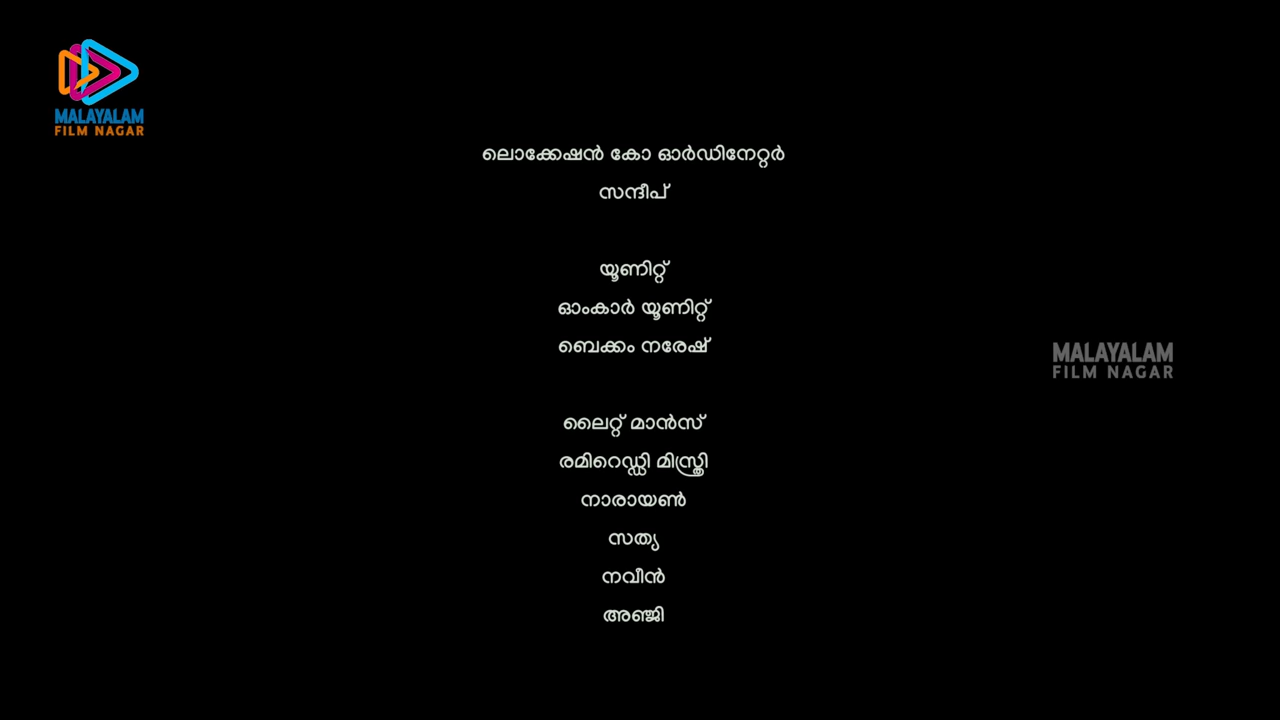 MALAYALAM
FILM NAGAR
ലൊക്കേഷൻ കോ ഓർഡിനേറ്റർ
സന്ദീപ്
യൂണിറ്റ്
ഓംകാർ യൂണിറ്റ്
ബെക്കം നരേഷ്
MALAYALAM
FILM NAGAR
ലൈറ്റ് മാൻസ്
രമിറെഡ്ഡി മിസ്ത്രി
നാരായൺ
സത്യ
നവീൻ
അഞ്ജി